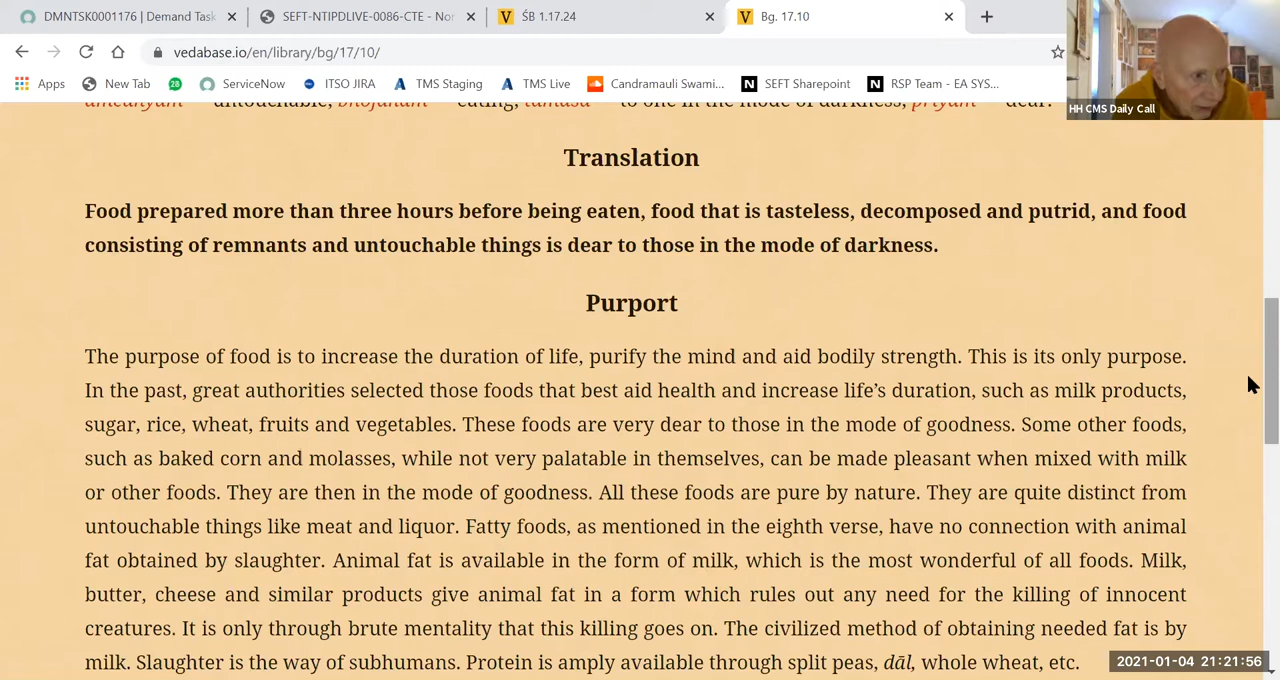 DMNTSK0001176 | Demand Task
SEFT-NTIPDLIVE-0086-CTE - Nor
ŚB 1.17.24
Bg. 17.10
vedabase.io/en/library/bg/17/10/
Apps
New Tab
28
ServiceNow
ITSO JIRA
TMS Staging
TMS Live
Candramauli Swami...
SEFT Sharepoint
RSP Team - EA SYS...
HH CMS Daily Call
untouchable; bhojanam eating; tāmasa to one in the mode of darkness; priyam dear.
Translation
Food prepared more than three hours before being eaten, food that is tasteless, decomposed and putrid, and food
consisting of remnants and untouchable things is dear to those in the mode of darkness.
Purport
The purpose of food is to increase the duration of life, purify the mind and aid bodily strength. This is its only purpose.
In the past, great authorities selected those foods that best aid health and increase life’s duration, such as milk products,
sugar, rice, wheat, fruits and vegetables. These foods are very dear to those in the mode of goodness. Some other foods,
such as baked corn and molasses, while not very palatable in themselves, can be made pleasant when mixed with milk
or other foods. They are then in the mode of goodness. All these foods are pure by nature. They are quite distinct from
untouchable things like meat and liquor. Fatty foods, as mentioned in the eighth verse, have no connection with animal
fat obtained by slaughter. Animal fat is available in the form of milk, which is the most wonderful of all foods. Milk,
butter, cheese and similar products give animal fat in a form which rules out any need for the killing of innocent
creatures. It is only through brute mentality that this killing goes on. The civilized method of obtaining needed fat is by
milk. Slaughter is the way of subhumans. Protein is amply available through split peas, dāl, whole wheat, etc.
2021-01-04 21:21:56